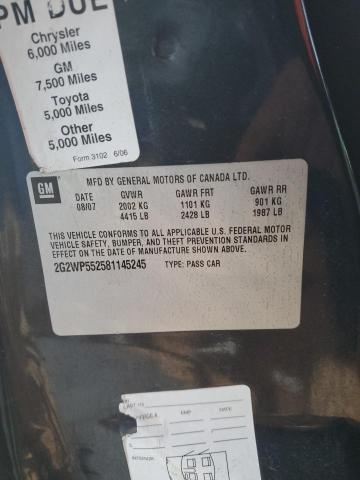 PM DUE
Chrysler
6,000 Miles
GM
7,500 Miles
Toyota
5,000 Miles
Other
5,000 Miles
Form 3102 6/06
GM
MFD BY GENERAL MOTORS OF CANADA LTD.
DATE GVWR GAWR FRT GAWR RR
08/07 2002 KG 1101 KG 901 KG
4415 LB 2428 LB 1987 LB
THIS VEHICLE CONFORMS TO ALL APPLICABLE U.S. FEDERAL MOTOR
VEHICLE SAFETY, BUMPER, AND THEFT PREVENTION STANDARDS IN
EFFECT ON THE DATE OF MANUFACTURE SHOWN ABOVE.
2G2WP552581145245 TYPE: PASS CAR